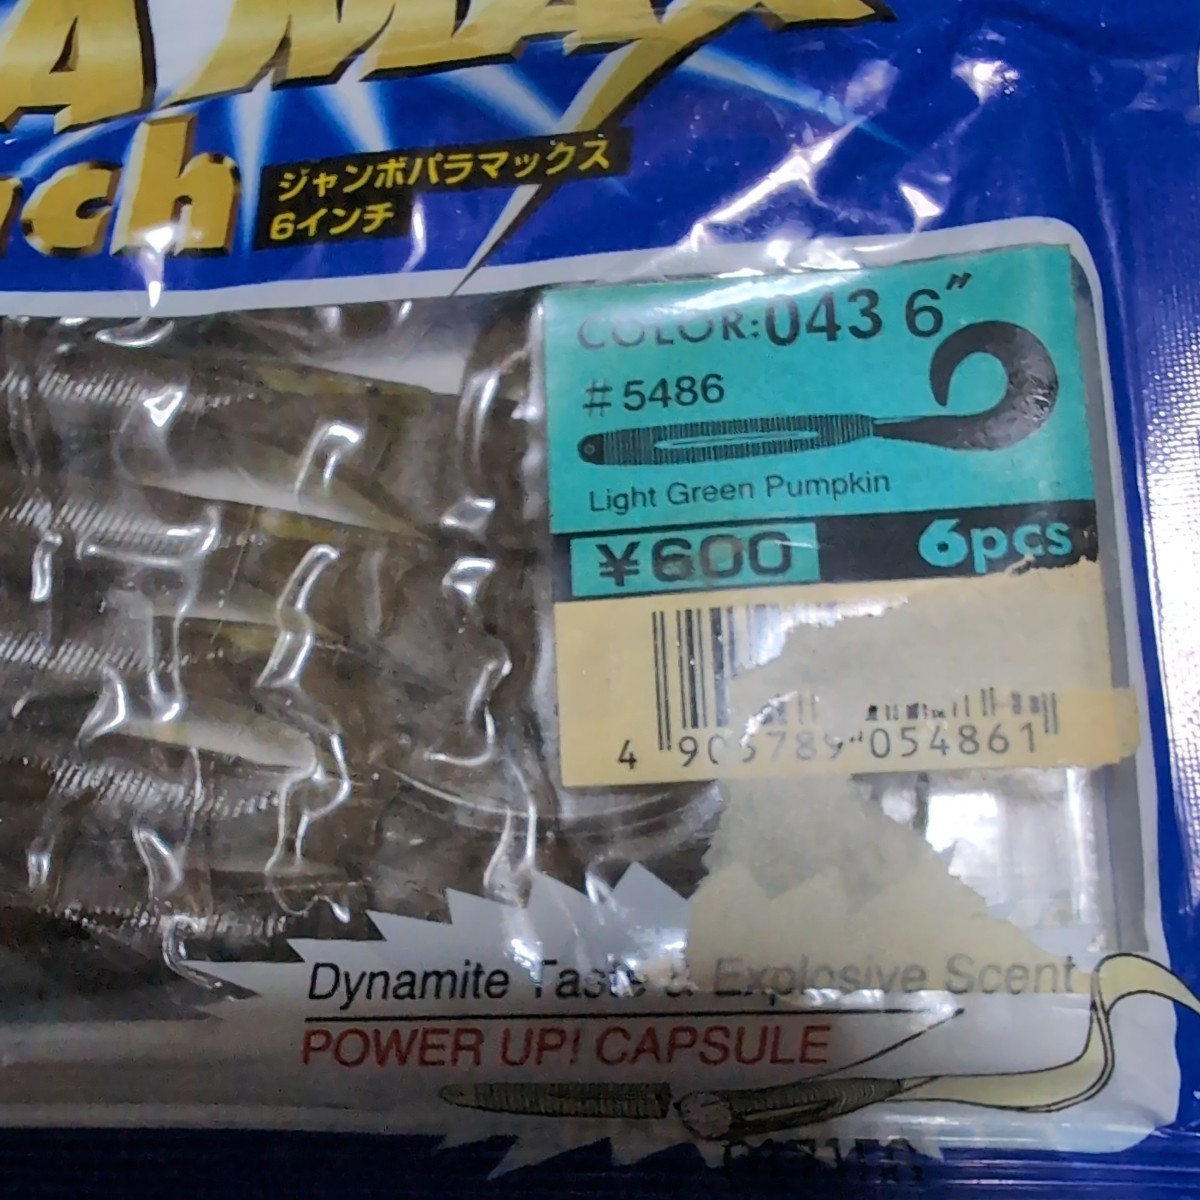 ジャンボパラマックス
6インチ
COLOR:043 6"
#5486
Light Green Pumpkin
¥600 6pcs
4 905789 054861
Dynamite Taste & Explosive Scent
POWER UP! CAPSULE